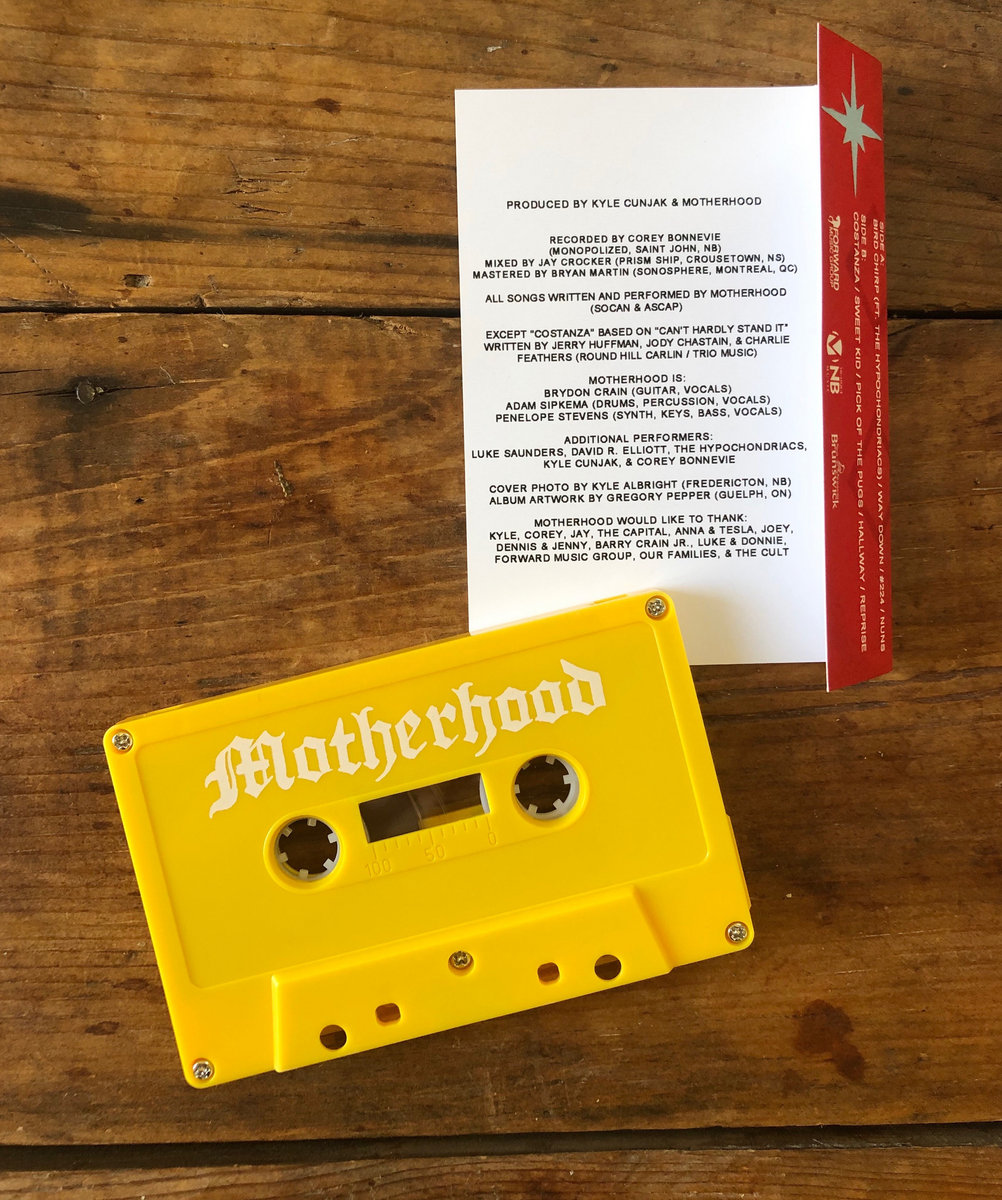 PRODUCED BY KYLE CUNJAK & MOTHERHOOD
RECORDED BY COREY BONNEVIE
(MONOPOLIZED, SAINT JOHN, NB)
MIXED BY JAY CROCKER (PRISM SHIP, CROUSETOWN, NS)
MASTERED BY BRYAN MARTIN (SONOSPHERE, MONTREAL, QC)
ALL SONGS WRITTEN AND PERFORMED BY MOTHERHOOD
(SOCAN & ASCAP)
EXCEPT "COSTANZA" BASED ON "CAN'T HARDLY STAND IT"
WRITTEN BY JERRY HUFFMAN, JODY CHASTAIN, & CHARLIE
FEATHERS (ROUND HILL CARLIN / TRIO MUSIC)
MOTHERHOOD IS:
BRYDON CRAIN (GUITAR, VOCALS)
ADAM SIPKEMA (DRUMS, PERCUSSION, VOCALS)
PENELOPE STEVENS (SYNTH, KEYS, BASS, VOCALS)
ADDITIONAL PERFORMERS:
LUKE SAUNDERS, DAVID R. ELLIOTT, THE HYPOCHONDRIACS,
KYLE CUNJAK, & COREY BONNEVIE
COVER PHOTO BY KYLE ALBRIGHT (FREDERICTON, NB)
ALBUM ARTWORK BY GREGORY PEPPER (GUELPH, ON)
MOTHERHOOD WOULD LIKE TO THANK:
KYLE, COREY, JAY, THE CAPITAL, ANNA & TESLA, JOEY,
DENNIS & JENNY, BARRY CRAIN JR., LUKE & DONNIE,
FORWARD MUSIC GROUP, OUR FAMILIES, & THE CULT
SIDE A:
BIRD CHIRP (FT. THE HYPOCHONDRIACS) / WAY DOWN / #224 / NUNS
SIDE B:
COSTANZA / SWEET KID / PICK OF THE PUGS / HALLWAY / REPRISE
FORWARD
MUSIC GROUP
NB
Brunswick
Motherhood
100 50 0